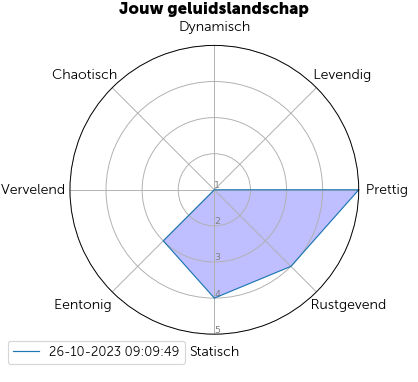 Jouw geluidslandschap
Dynamisch
Chaotisch
Levendig
Vervelend
1
Prettig
2
3
4
Eentonig
Rustgevend
5
26-10-2023 09:09:49
Statisch